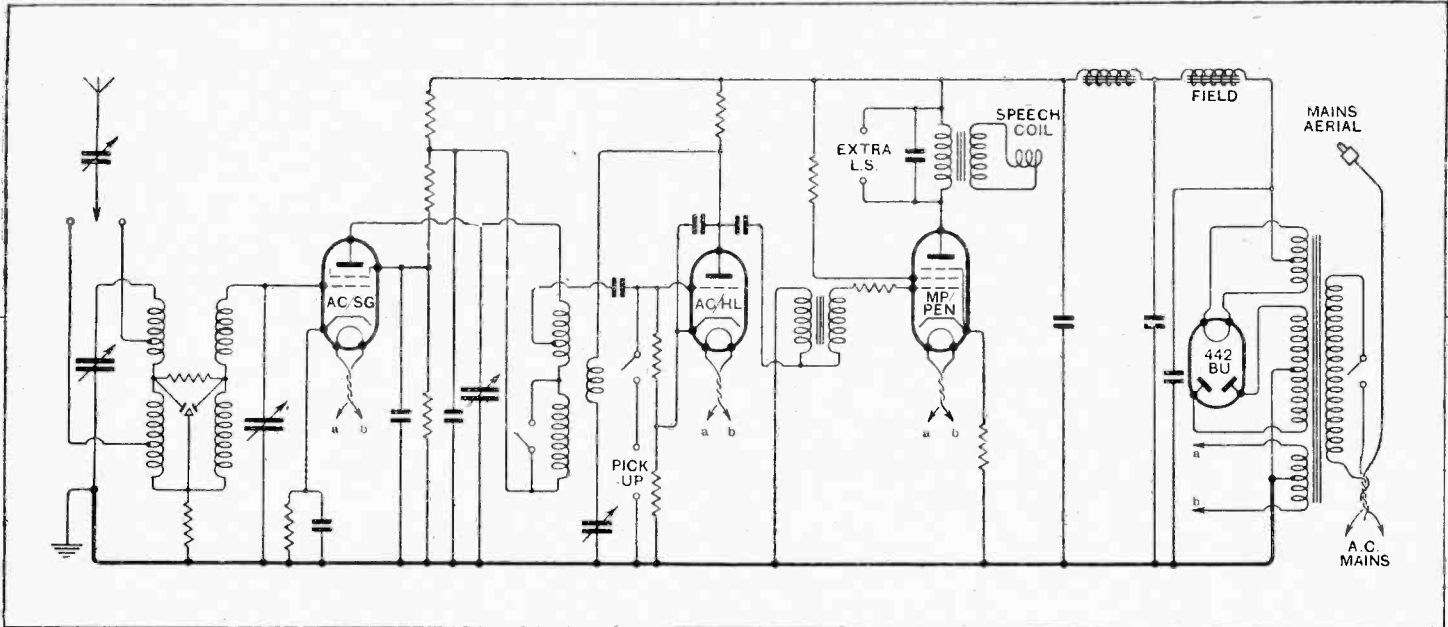 FIELD
MAINS
AERIAL
SPEECH
COIL
EXTRA
L.S.
AC/SG
AC/HL
MP/
PEN
442
BU
PICK
-UP
a b
a b
a b
a
b
A.C.
MAINS